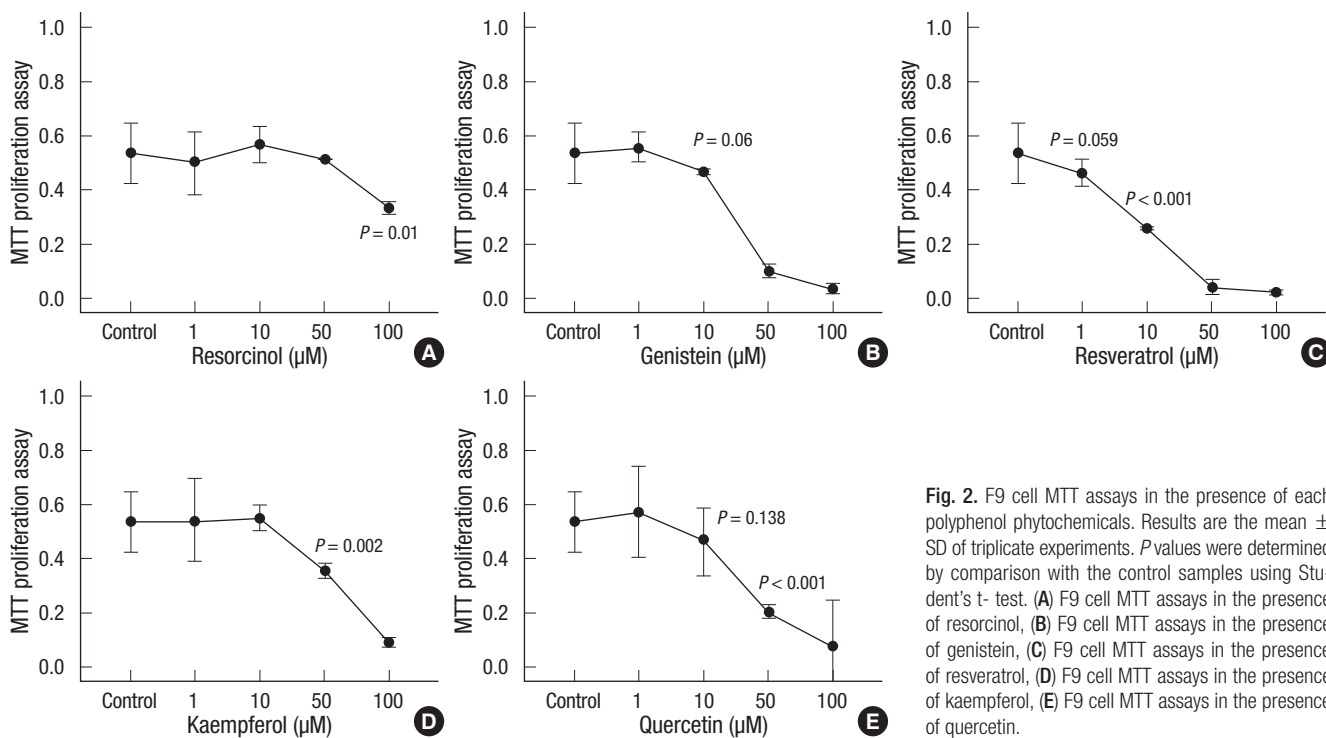 1.0
0.8
0.6
0.4
0.2
0.0
MTT proliferation assay
P = 0.01
Control 1 10 50 100
Resorcinol (µM)
A
1.0
0.8
0.6
0.4
0.2
0.0
MTT proliferation assay
P = 0.06
Control 1 10 50 100
Genistein (µM)
B
1.0
0.8
0.6
0.4
0.2
0.0
MTT proliferation assay
P = 0.059
P < 0.001
Control 1 10 50 100
Resveratrol (µM)
C
1.0
0.8
0.6
0.4
0.2
0.0
MTT proliferation assay
P = 0.002
Control 1 10 50 100
Kaempferol (µM)
D
1.0
0.8
0.6
0.4
0.2
0.0
MTT proliferation assay
P = 0.138
P < 0.001
Control 1 10 50 100
Quercetin (µM)
E
Fig. 2. F9 cell MTT assays in the presence of each
polyphenol phytochemicals. Results are the mean ±
SD of triplicate experiments. P values were determined
by comparison with the control samples using Stu-
dent's t- test. (A) F9 cell MTT assays in the presence
of resorcinol, (B) F9 cell MTT assays in the presence
of genistein, (C) F9 cell MTT assays in the presence
of resveratrol, (D) F9 cell MTT assays in the presence
of kaempferol, (E) F9 cell MTT assays in the presence
of quercetin.